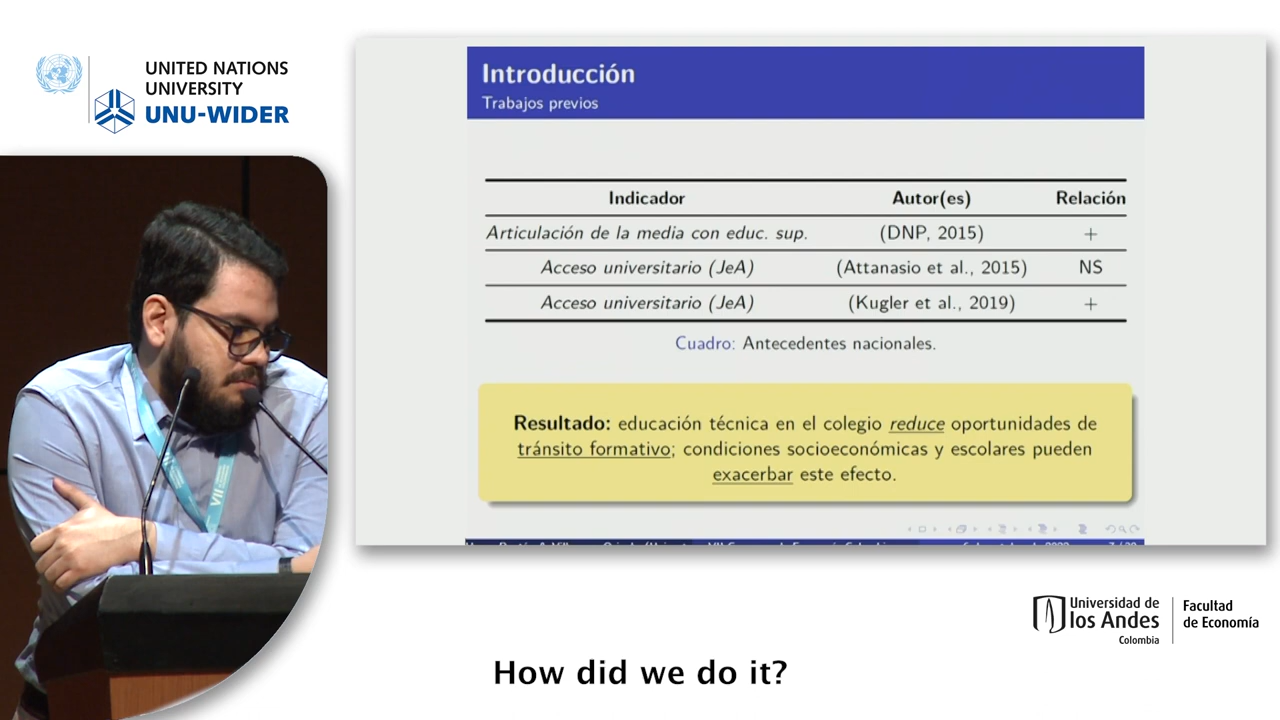 UNITED NATIONS
UNIVERSITY
UNU-WIDER
Introducción
Trabajos previos
Indicador Autor(es) Relación
Articulación de la media con educ. sup. (DNP, 2015) +
Acceso universitario (JeA) (Attanasio et al., 2015) NS
Acceso universitario (JeA) (Kugler et al., 2019) +
Cuadro: Antecedentes nacionales.
Resultado: educación técnica en el colegio reduce oportunidades de
tránsito formativo; condiciones socioeconómicas y escolares pueden
exacerbar este efecto.
VII
Universidad de
los Andes
Colombia
Facultad
de Economía
How did we do it?